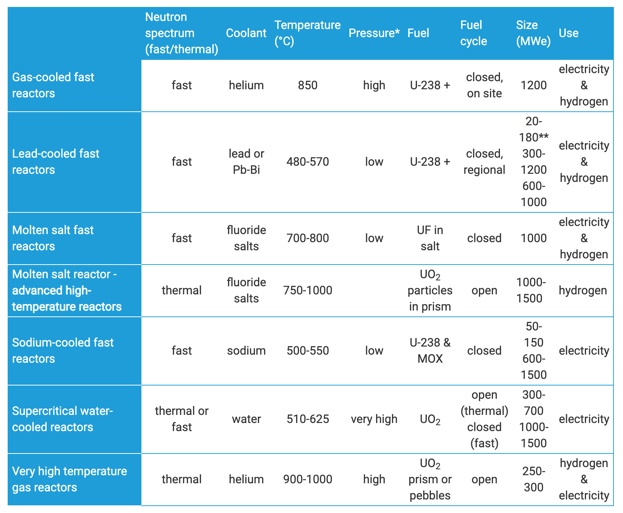 Neutron spectrum (fast/thermal) Coolant Temperature (°C) Pressure* Fuel Fuel cycle Size (MWe) Use
Gas-cooled fast reactors fast helium 850 high U-238 + closed, on site 1200 electricity & hydrogen
Lead-cooled fast reactors fast lead or Pb-Bi 480-570 low U-238 + closed, regional 20-180** 300-1200 600-1000 electricity & hydrogen
Molten salt fast reactors fast fluoride salts 700-800 low UF in salt closed 1000 electricity & hydrogen
Molten salt reactor - advanced high-temperature reactors thermal fluoride salts 750-1000 UO2 particles in prism open 1000-1500 hydrogen
Sodium-cooled fast reactors fast sodium 500-550 low U-238 & MOX closed 50-150 600-1500 electricity
Supercritical water-cooled reactors thermal or fast water 510-625 very high UO2 open (thermal) closed (fast) 300-700 1000-1500 electricity
Very high temperature gas reactors thermal helium 900-1000 high UO2 prism or pebbles open 250-300 hydrogen & electricity